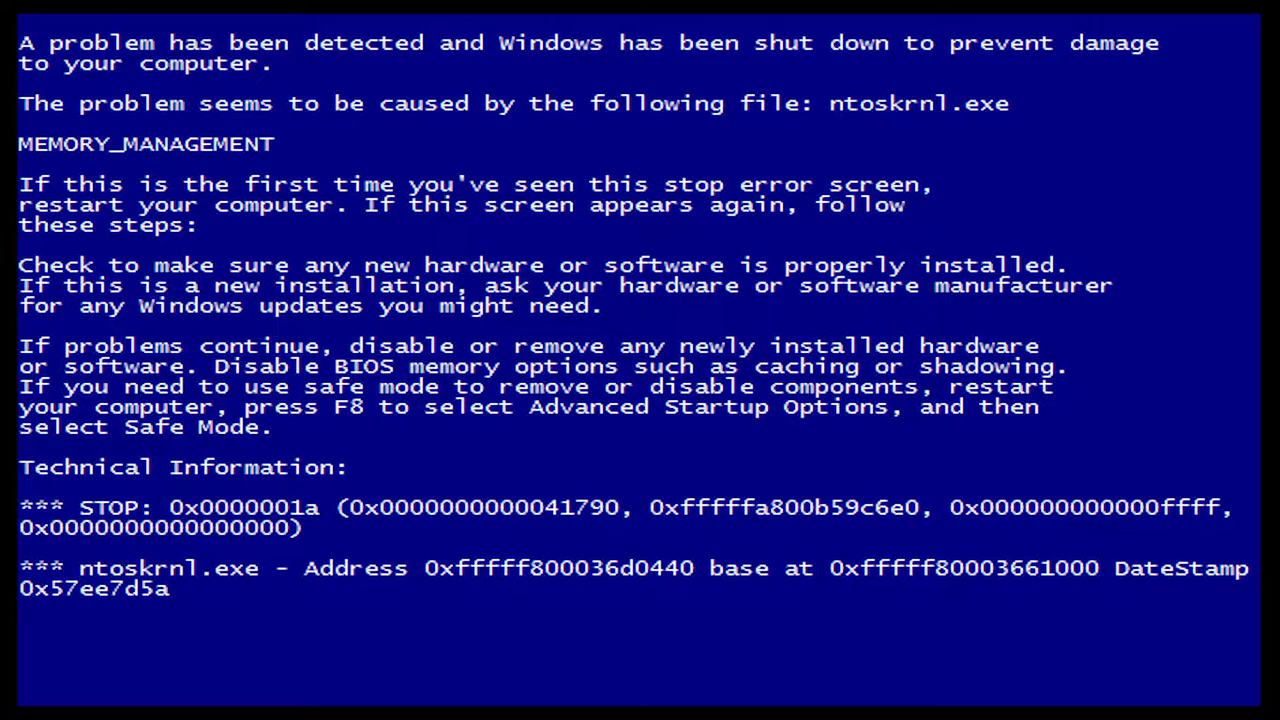 A problem has been detected and Windows has been shut down to prevent damage
to your computer.
The problem seems to be caused by the following file: ntoskrnl.exe
MEMORY_MANAGEMENT
If this is the first time you've seen this stop error screen,
restart your computer. If this screen appears again, follow
these steps:
Check to make sure any new hardware or software is properly installed.
If this is a new installation, ask your hardware or software manufacturer
for any Windows updates you might need.
If problems continue, disable or remove any newly installed hardware
or software. Disable BIOS memory options such as caching or shadowing.
If you need to use safe mode to remove or disable components, restart
your computer, press F8 to select Advanced Startup Options, and then
select Safe Mode.
Technical Information:
*** STOP: 0x0000001a (0x0000000000041790, 0xfffffa800b59c6e0, 0x000000000000ffff,
0x0000000000000000)
*** ntoskrnl.exe - Address 0xfffff800036d0440 base at 0xfffff80003661000 DateStamp
0x57ee7d5a